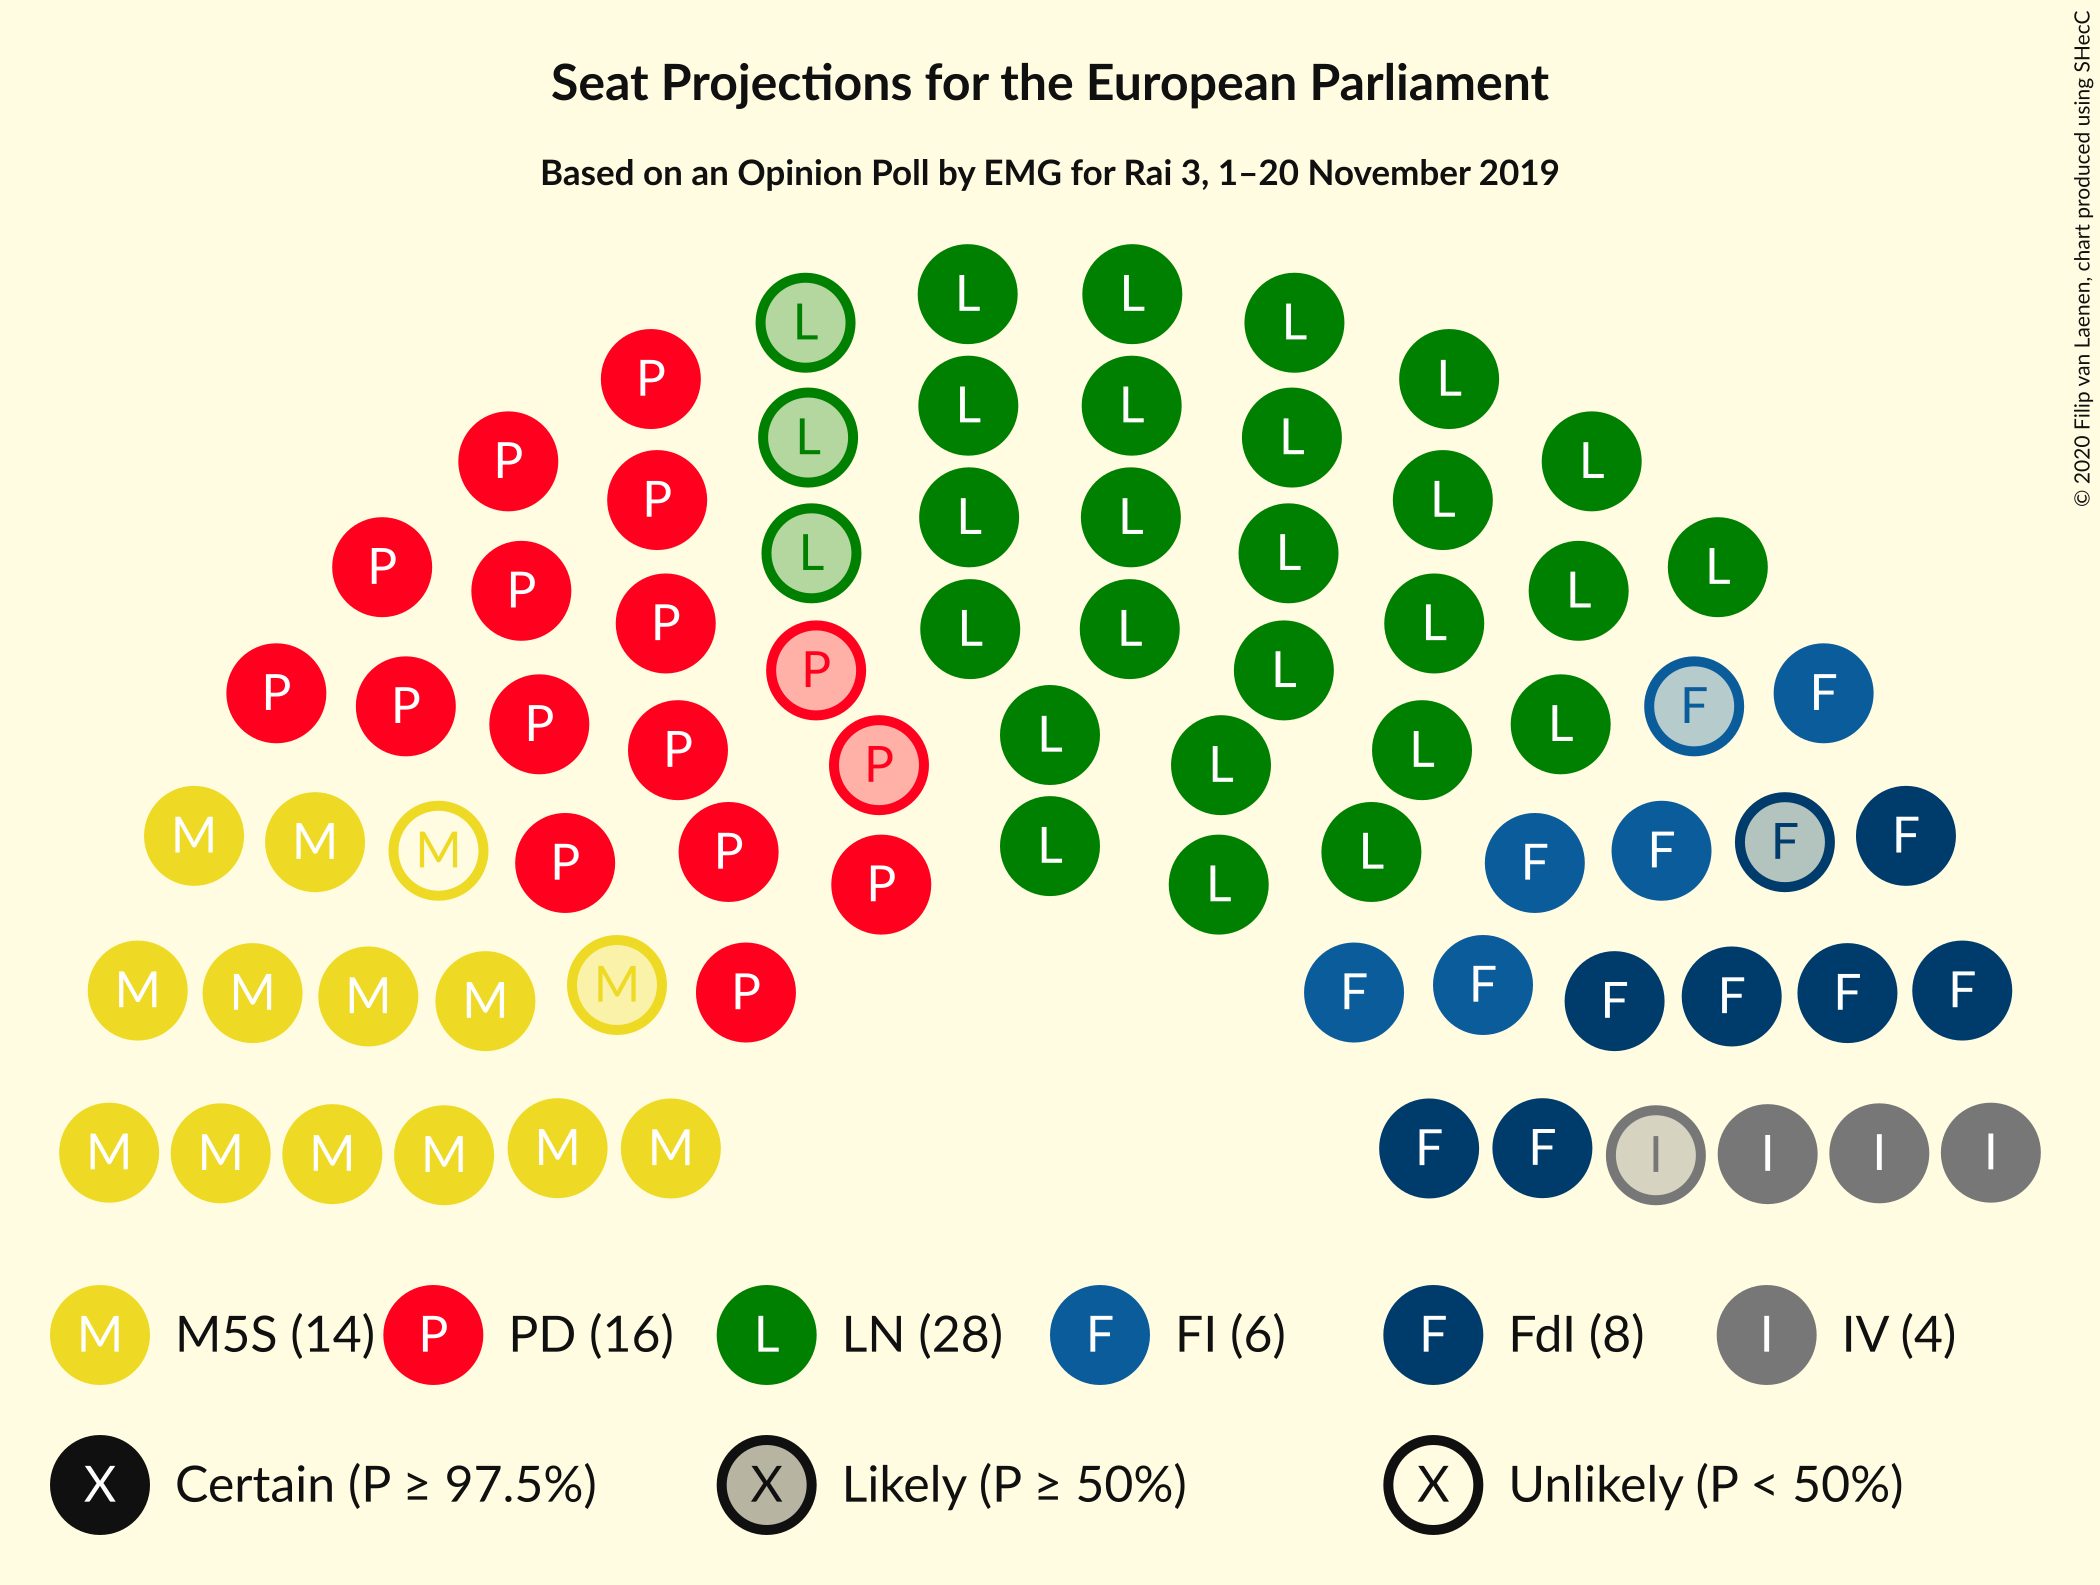 Seat Projections for the European Parliament
Based on an Opinion Poll by EMG for Rai 3, 1–20 November 2019
© 2020 Filip van Laenen, chart produced using SHecC
L L
L L
P L
L L
L L
P L
P P L L L
L L
P P L L L
P P L L
P L
P L L
P P F F
P P L L
L
P L
M M M P P L L F F F F
P L
M M M M M P F F F F F F
M M M M M M F F I I I I
M M5S (14) P PD (16) L LN (28) F FI (6) F FdI (8) I IV (4)
X Certain (P ≥ 97.5%) X Likely (P ≥ 50%) X Unlikely (P < 50%)